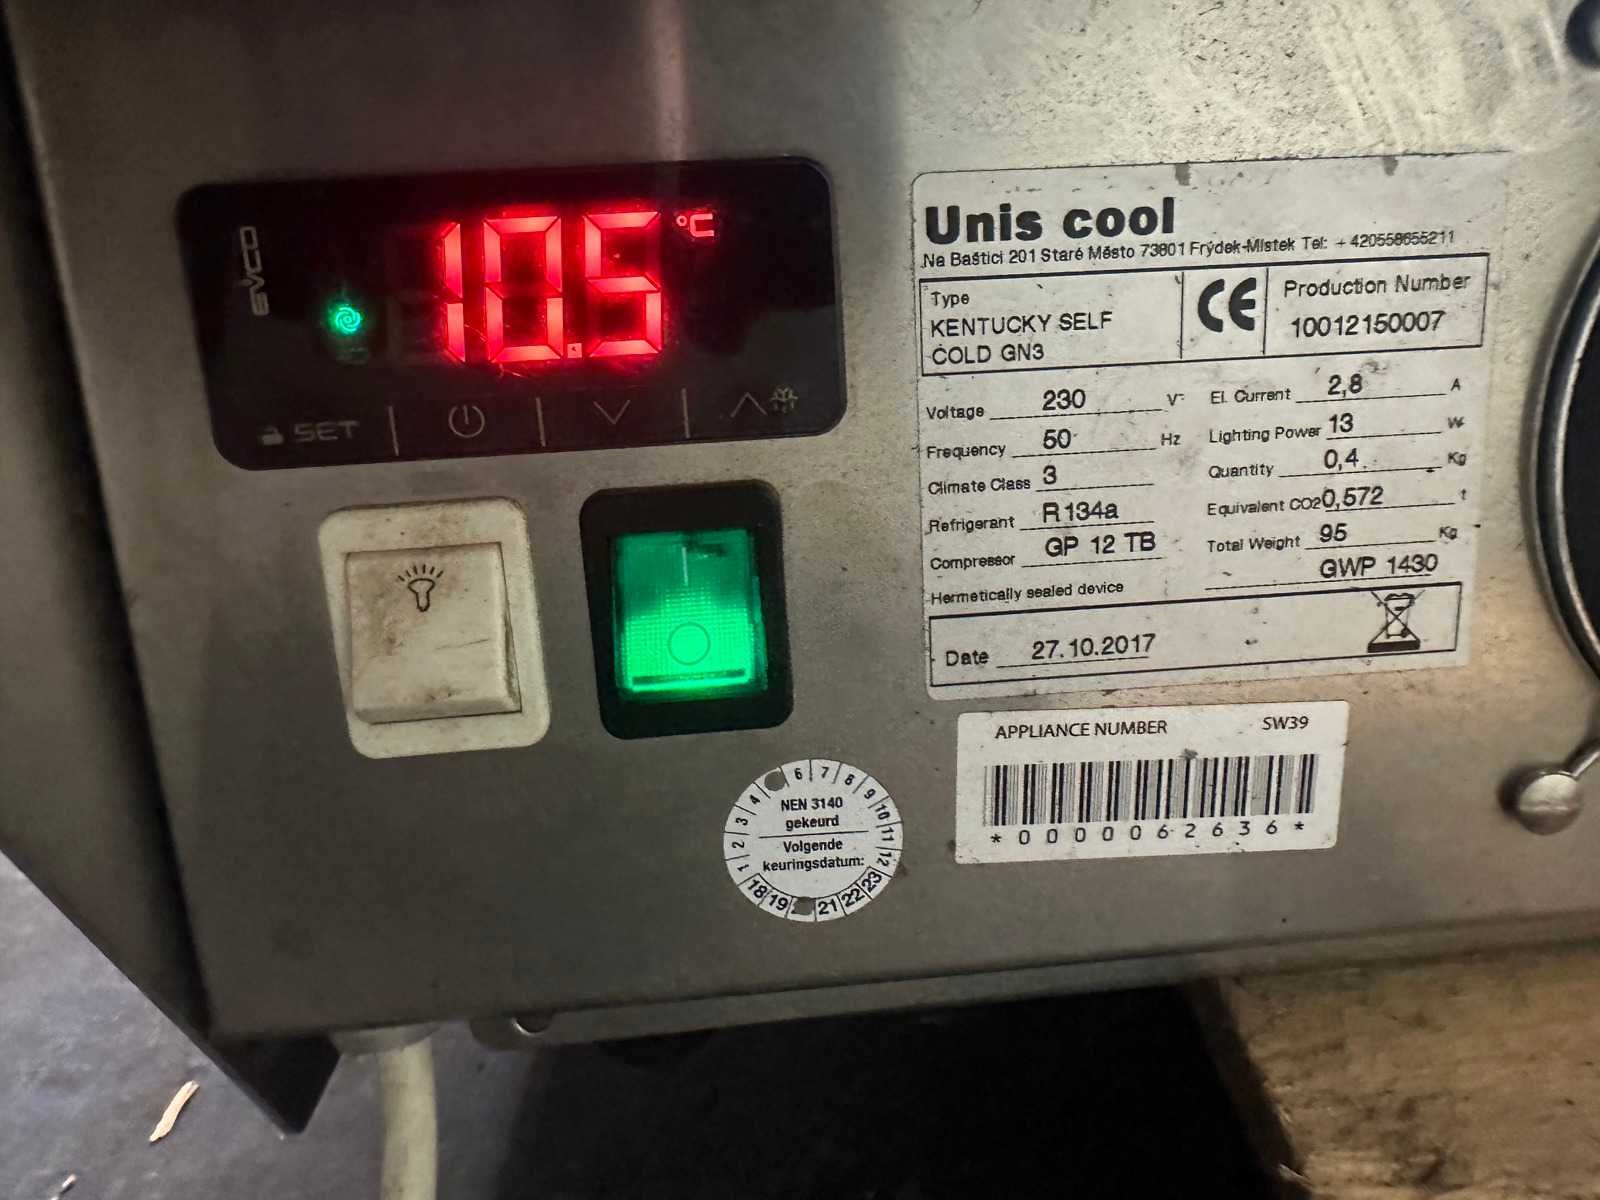 EVCO
10.5 °C
SET
Unis cool
Na Baštici 201 Staré Město 73801 Frýdek-Místek Tel: +420558655211
Type
KENTUCKY SELF
COLD GN3
CE
Production Number
10012150007
Voltage 230 V
El. Current 2,8 A
Frequency 50 Hz
Lighting Power 13 W
Climate Class 3
Quantity 0,4 Kg
Refrigerant R134a
Equivalent CO2 0,572 t
Compressor GP 12 TB
Total Weight 95 Kg
Hermetically sealed device
GWP 1430
Date 27.10.2017
APPLIANCE NUMBER SW39
*0000062636*
1 2 3 4 6 7 8 9 10 11 12
NEN 3140
gekeurd
Volgende
keuringsdatum:
18 19 21 22 23